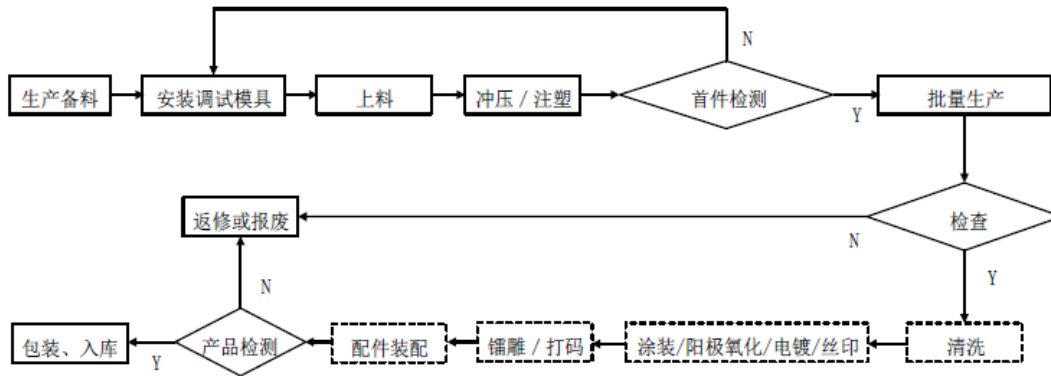 N
生产备料
安装调试模具
上料
冲压 / 注塑
首件检测
Y
批量生产
返修或报废
N
检查
Y
N
包装、入库
Y
产品检测
配件装配
镭雕 / 打码
涂装/阳极氧化/电镀/丝印
清洗